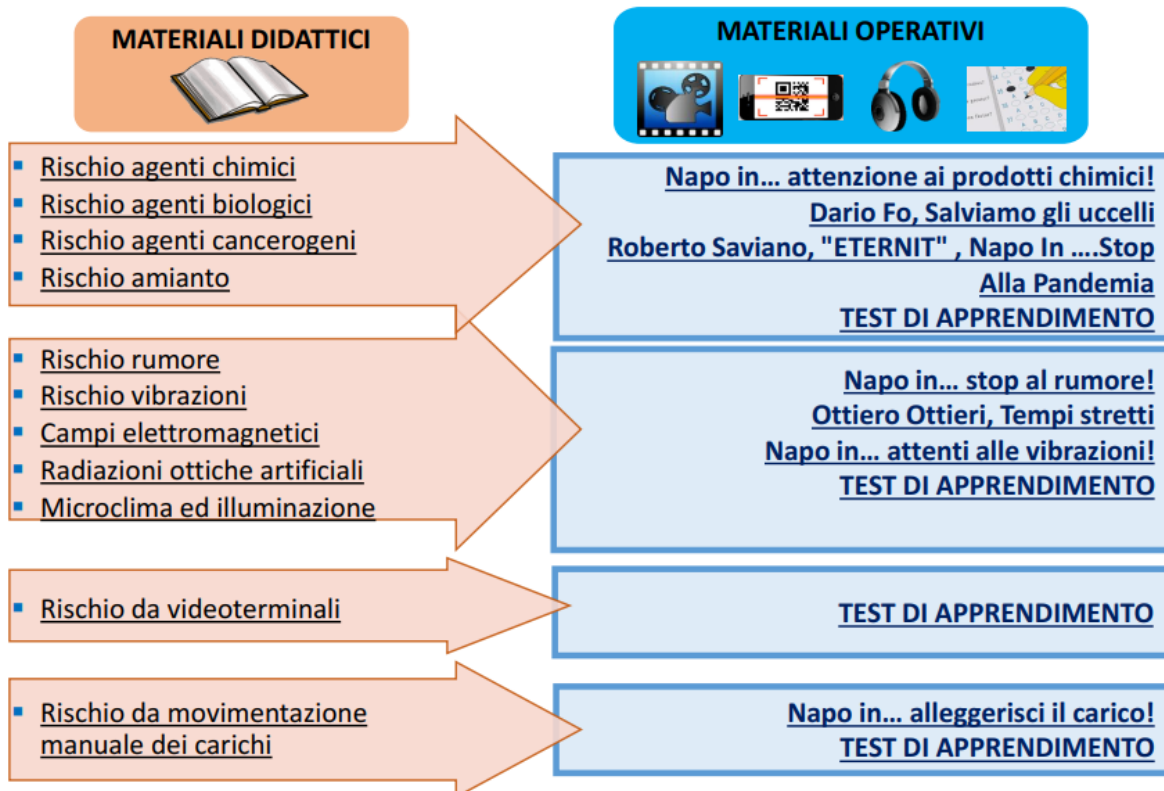 MATERIALI DIDATTICI
MATERIALI OPERATIVI
Rischio agenti chimici
Rischio agenti biologici
Rischio agenti cancerogeni
Rischio amianto
Napo in... attenzione ai prodotti chimici!
Dario Fo, Salviamo gli uccelli
Roberto Saviano, "ETERNIT" , Napo In ....Stop
Alla Pandemia
TEST DI APPRENDIMENTO
Rischio rumore
Rischio vibrazioni
Campi elettromagnetici
Radiazioni ottiche artificiali
Microclima ed illuminazione
Napo in... stop al rumore!
Ottiero Ottieri, Tempi stretti
Napo in... attenti alle vibrazioni!
TEST DI APPRENDIMENTO
Rischio da videoterminali
TEST DI APPRENDIMENTO
Rischio da movimentazione
manuale dei carichi
Napo in... alleggerisci il carico!
TEST DI APPRENDIMENTO